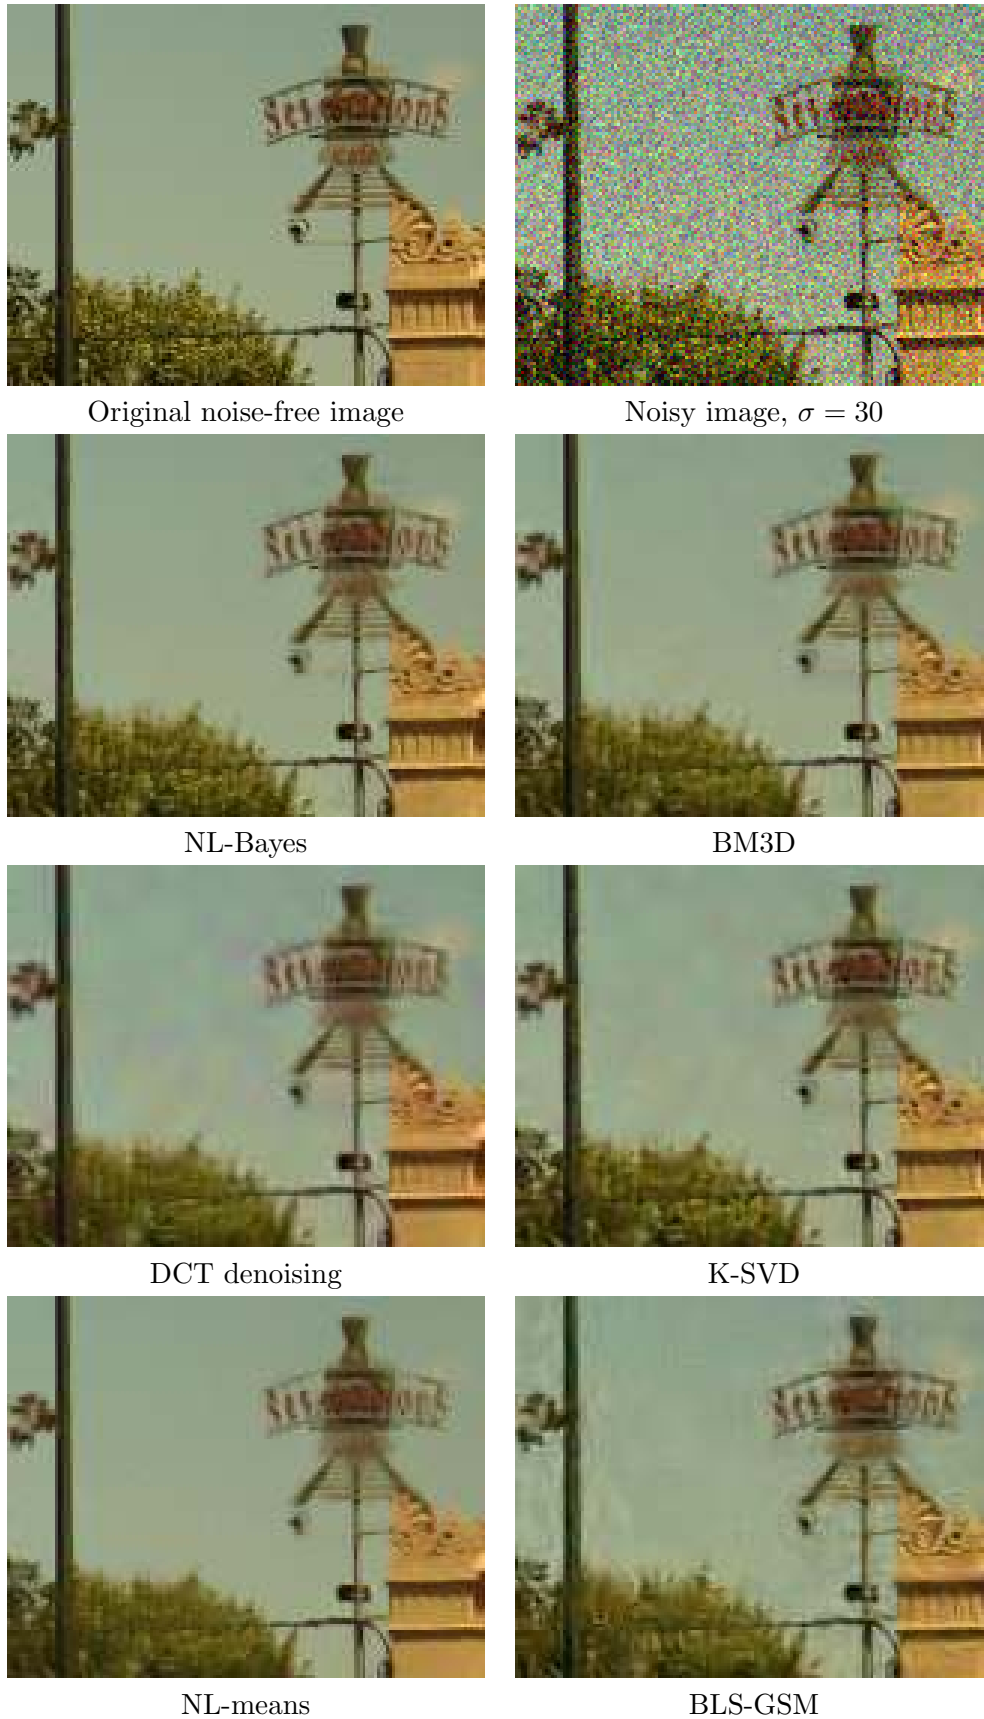 Original noise-free image
Noisy image, σ = 30
NL-Bayes
BM3D
DCT denoising
K-SVD
NL-means
BLS-GSM